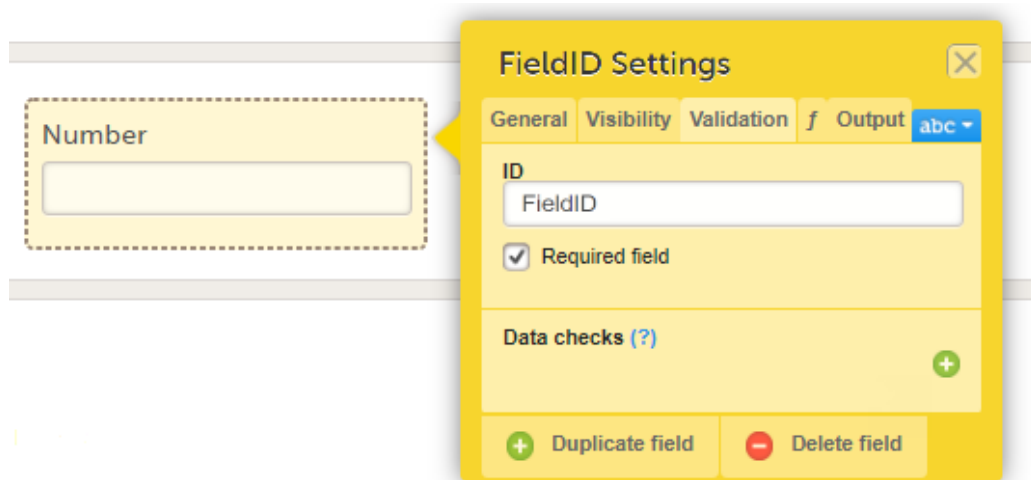 FieldID Settings
Number
General Visibility Validation ƒ Output abc
ID
FieldID
Required field
Data checks (?)
Duplicate field Delete field